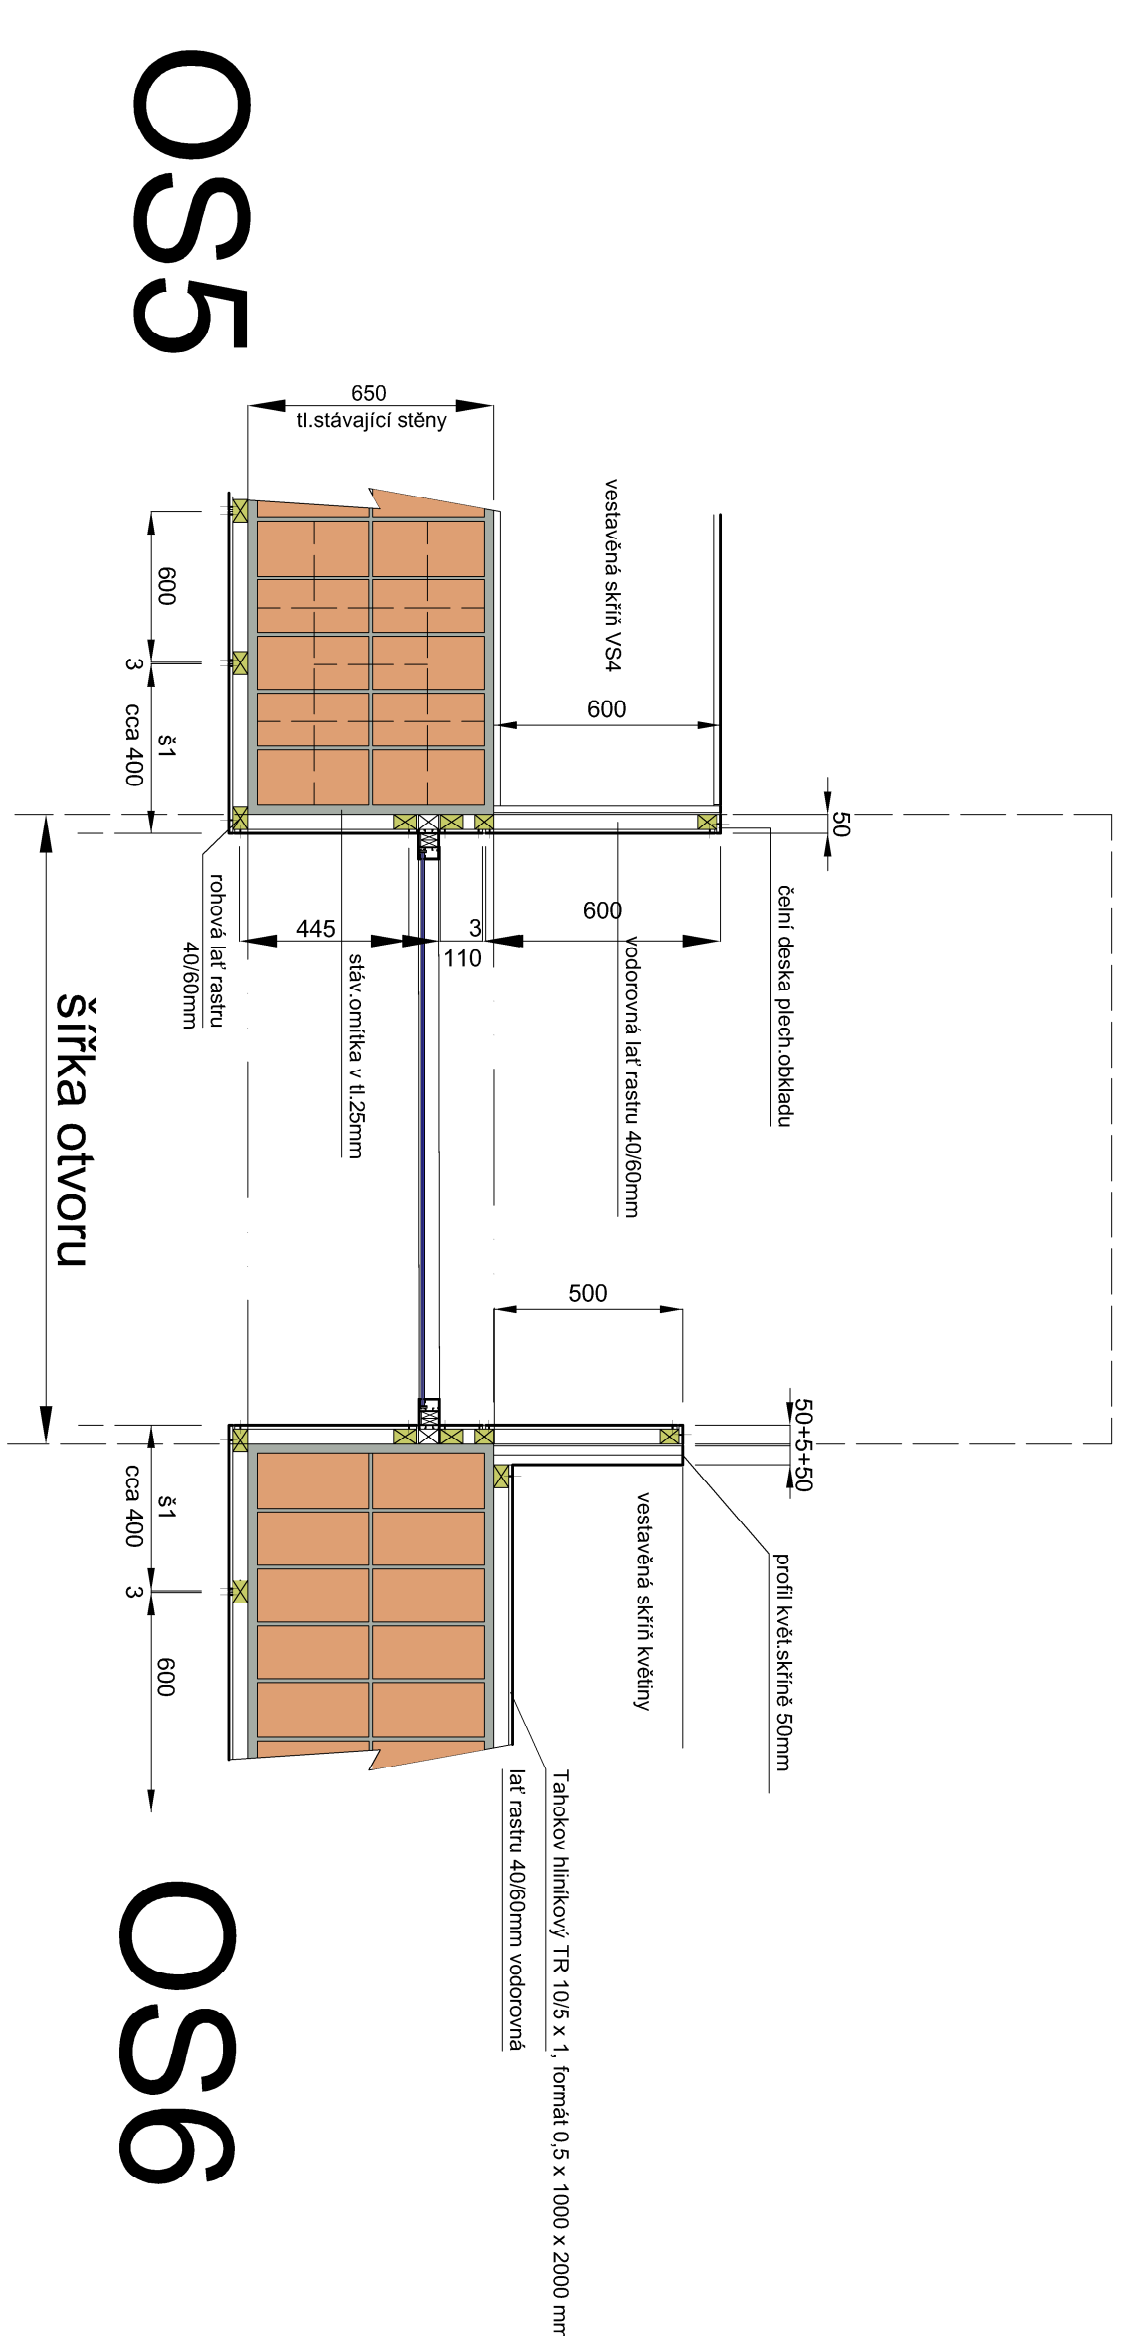 OS5
650
tl.stávající stěny
vestavěná skříň VS4
600
600
3
š1
cca 400
50
čelní deska plech.obkladu
600
vodorovná lať rastru 40/60mm
3
110
445
stáv.omítka v tl.25mm
rohová lať rastru
40/60mm
šířka otvoru
500
50+5+50
profil květ.skříně 50mm
vestavěná skříň květiny
š1
cca 400
3
600
Tahokov hliníkový TR 10/5 x 1, formát 0,5 x 1000 x 2000 mm
lať rastru 40/60mm vodorovná
OS6